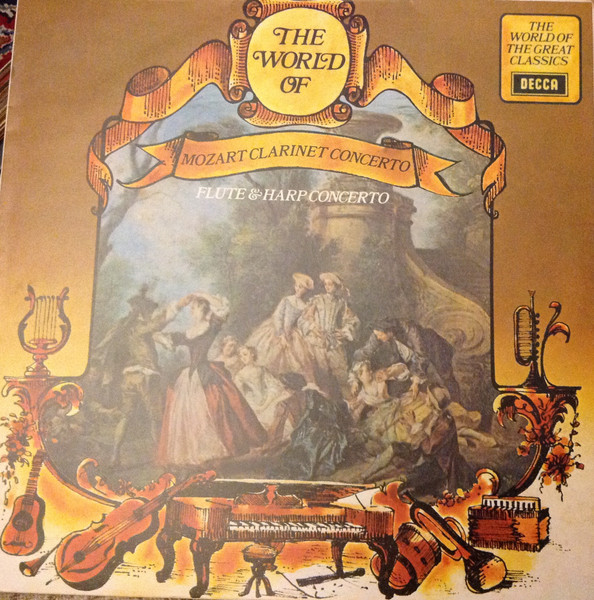 THE
WORLD
OF
THE
WORLD OF
THE GREAT
CLASSICS
DECCA
MOZART CLARINET CONCERTO
FLUTE & HARP CONCERTO